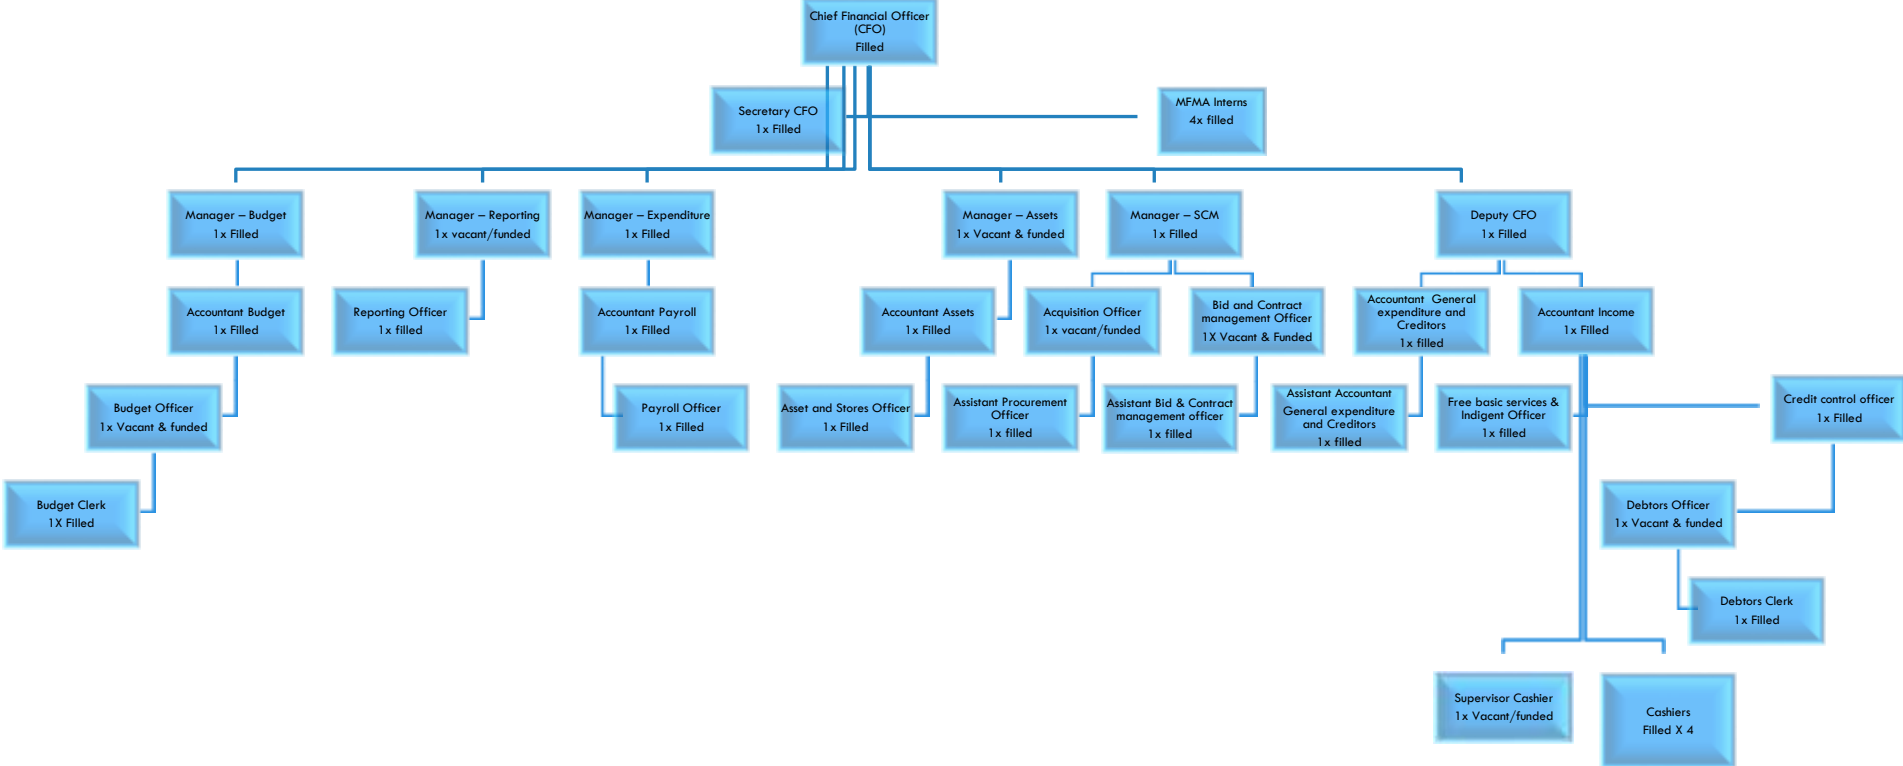 Chief Financial Officer
(CFO)
Filled
Secretary CFO
1x Filled
MFMA Interns
4x filled
Manager – Budget
1x Filled
Manager – Reporting
1x vacant/funded
Manager – Expenditure
1x Filled
Manager – Assets
1x Vacant & funded
Manager – SCM
1x Filled
Deputy CFO
1x Filled
Accountant Budget
1x Filled
Reporting Officer
1x filled
Accountant Payroll
1x Filled
Accountant Assets
1x Filled
Acquisition Officer
1x vacant/funded
Bid and Contract
management Officer
1X Vacant & Funded
Accountant General
expenditure and
Creditors
1x filled
Accountant Income
1x Filled
Budget Officer
1x Vacant & funded
Payroll Officer
1x Filled
Asset and Stores Officer
1x Filled
Assistant Procurement
Officer
1x filled
Assistant Bid & Contract
management officer
1x filled
Assistant Accountant
General expenditure
and Creditors
1x filled
Free basic services &
Indigent Officer
1x filled
Credit control officer
1x Filled
Budget Clerk
1X Filled
Debtors Officer
1x Vacant & funded
Debtors Clerk
1x Filled
Supervisor Cashier
1x Vacant/funded
Cashiers
Filled X 4